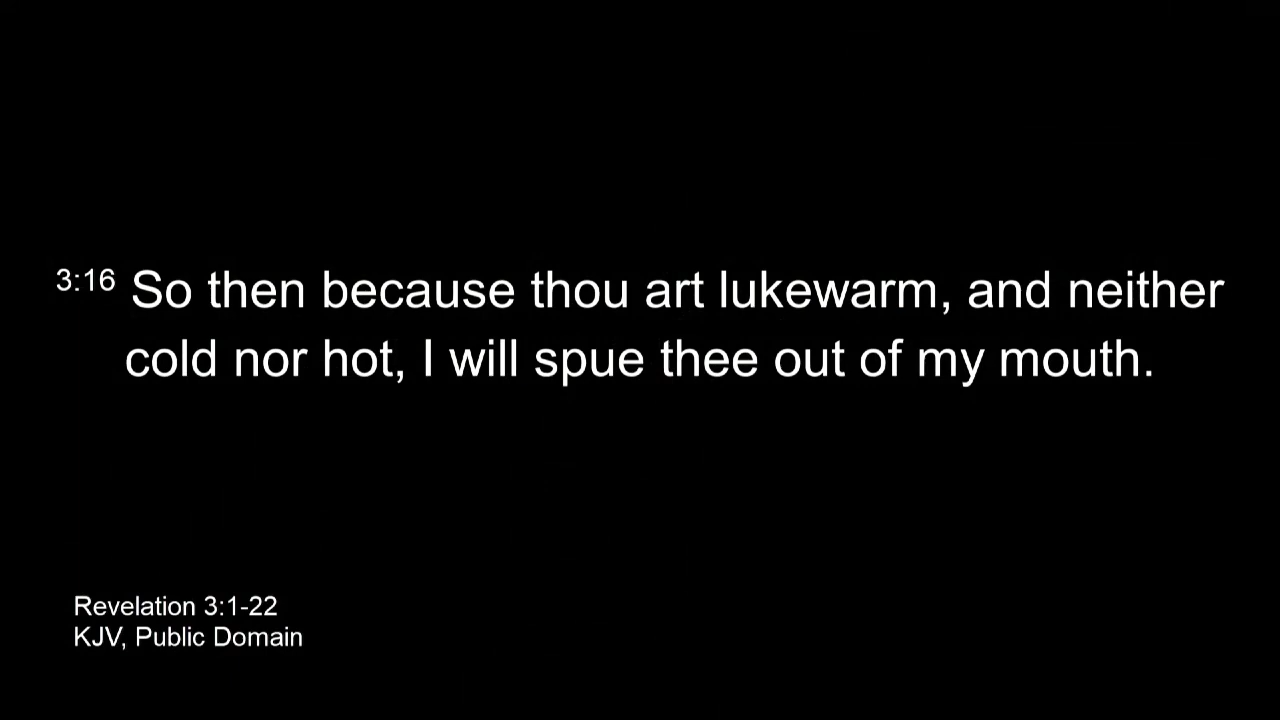 3:16 So then because thou art lukewarm, and neither
cold nor hot, I will spue thee out of my mouth.
Revelation 3:1-22
KJV, Public Domain